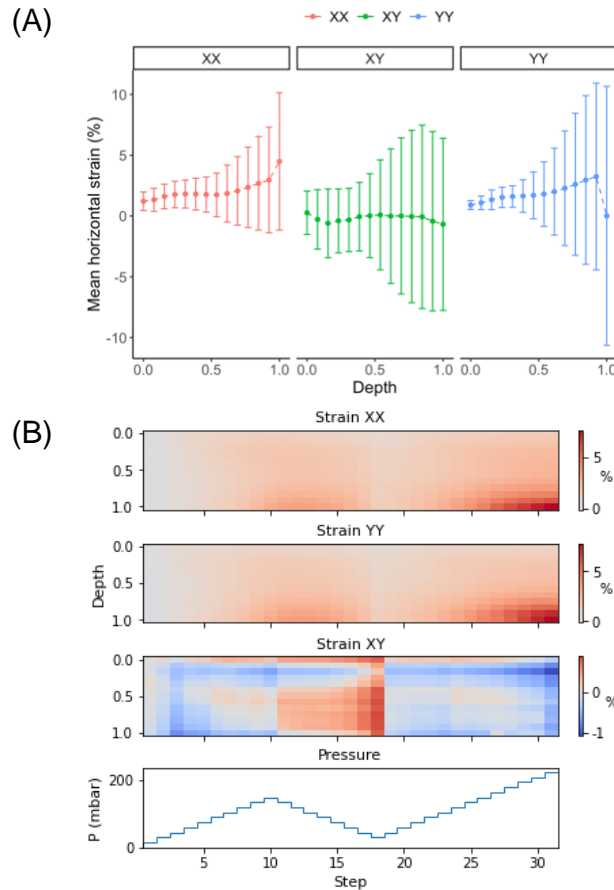 (A)
XX XY YY
XX XY YY
10
5
0
-5
-10
Mean horizontal strain (%)
0.0 0.5 1.0 0.0 0.5 1.0 0.0 0.5 1.0
Depth
(B)
Strain XX
0.0
0.5
1.0
5
0
%
Strain YY
0.0
0.5
1.0
Depth
5
0
%
Strain XY
0.0
0.5
1.0
0
-1
%
Pressure
200
0
P (mbar)
5 10 15 20 25 30
Step